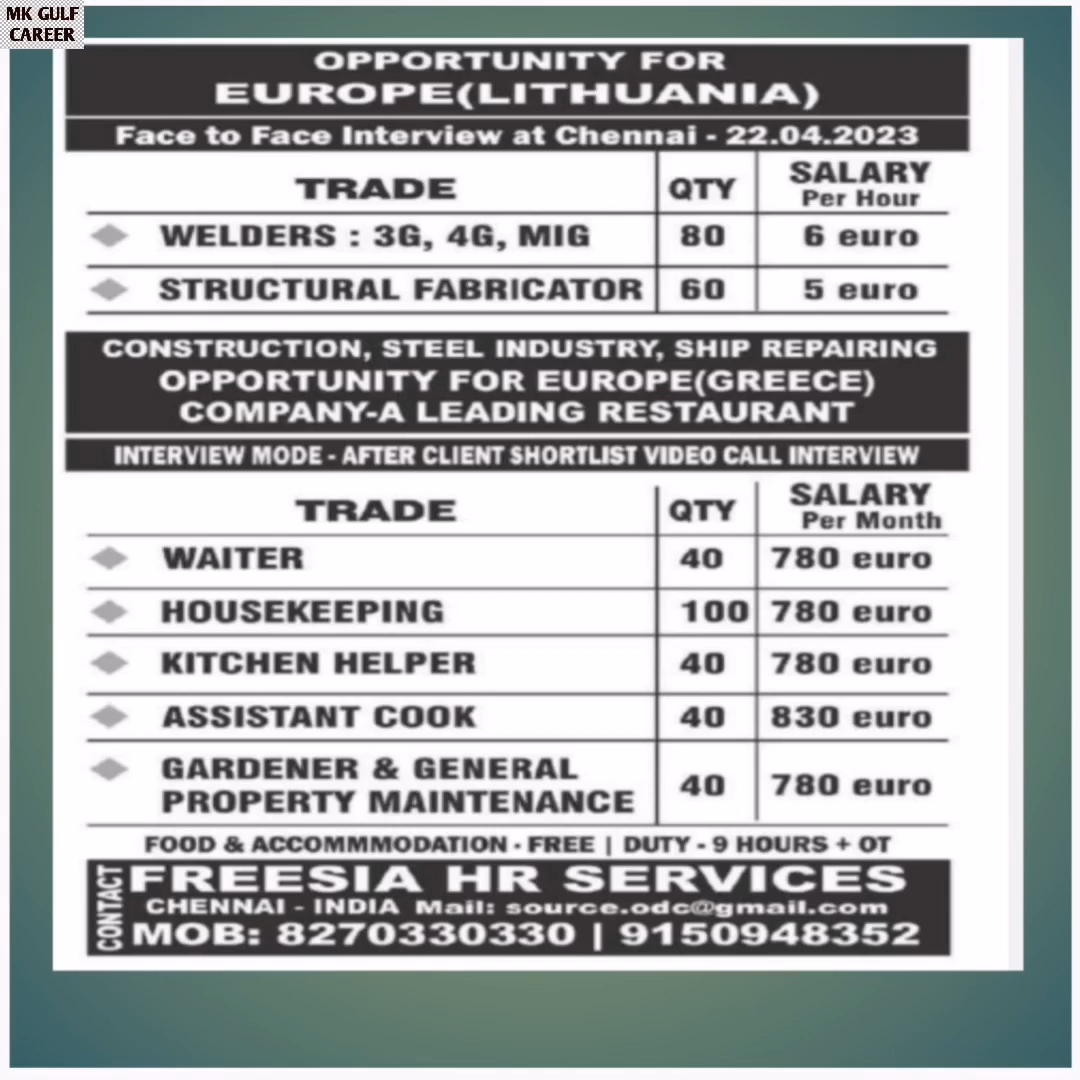 MK GULF
CAREER
OPPORTUNITY FOR
EUROPE(LITHUANIA)
Face to Face Interview at Chennai - 22.04.2023
TRADE QTY SALARY Per Hour
WELDERS : 3G, 4G, MIG 80 6 euro
STRUCTURAL FABRICATOR 60 5 euro
CONSTRUCTION, STEEL INDUSTRY, SHIP REPAIRING
OPPORTUNITY FOR EUROPE(GREECE)
COMPANY-A LEADING RESTAURANT
INTERVIEW MODE - AFTER CLIENT SHORTLIST VIDEO CALL INTERVIEW
TRADE QTY SALARY Per Month
WAITER 40 780 euro
HOUSEKEEPING 100 780 euro
KITCHEN HELPER 40 780 euro
ASSISTANT COOK 40 830 euro
GARDENER & GENERAL
PROPERTY MAINTENANCE 40 780 euro
FOOD & ACCOMMMODATION - FREE | DUTY - 9 HOURS + OT
CONTACT
FREESIA HR SERVICES
CHENNAI - INDIA Mail: source.odc@gmail.com
MOB: 8270330330 | 9150948352